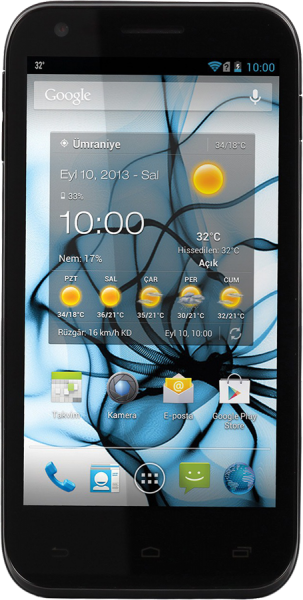 32°
10:00
Google
Umraniye 34/18°C
Eyl 10, 2013 - Sal
33%
10:00
32°C
Hissedilen: 32°C
Nem: 17% Açık
PZT SAL ÇAR PER CUM
34/18°C 36/21°C 35/21°C 30/21°C 32/21°C
Rüzgar: 16 km/h KD Eyl 10, 10:00
Takvim Kamera E-posta Google Play
Store